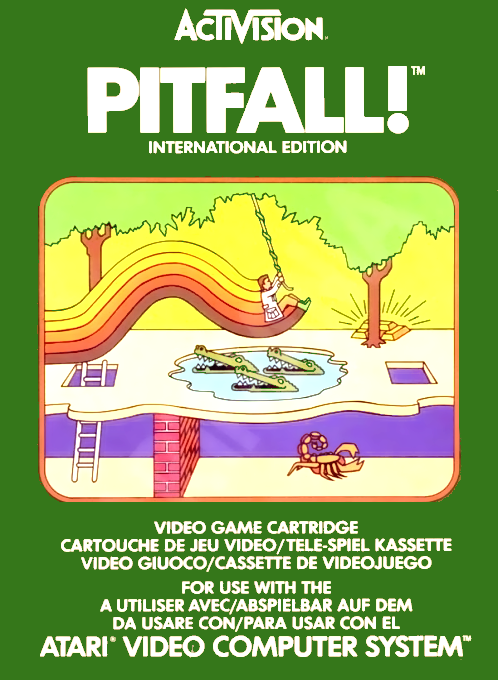 ACTIVISION.
PITFALL!™
INTERNATIONAL EDITION
VIDEO GAME CARTRIDGE
CARTOUCHE DE JEU VIDEO/TELE-SPIEL KASSETTE
VIDEO GIUOCO/CASSETTE DE VIDEOJUEGO
FOR USE WITH THE
A UTILISER AVEC/ABSPIELBAR AUF DEM
DA USARE CON/PARA USAR CON EL
ATARI® VIDEO COMPUTER SYSTEM™